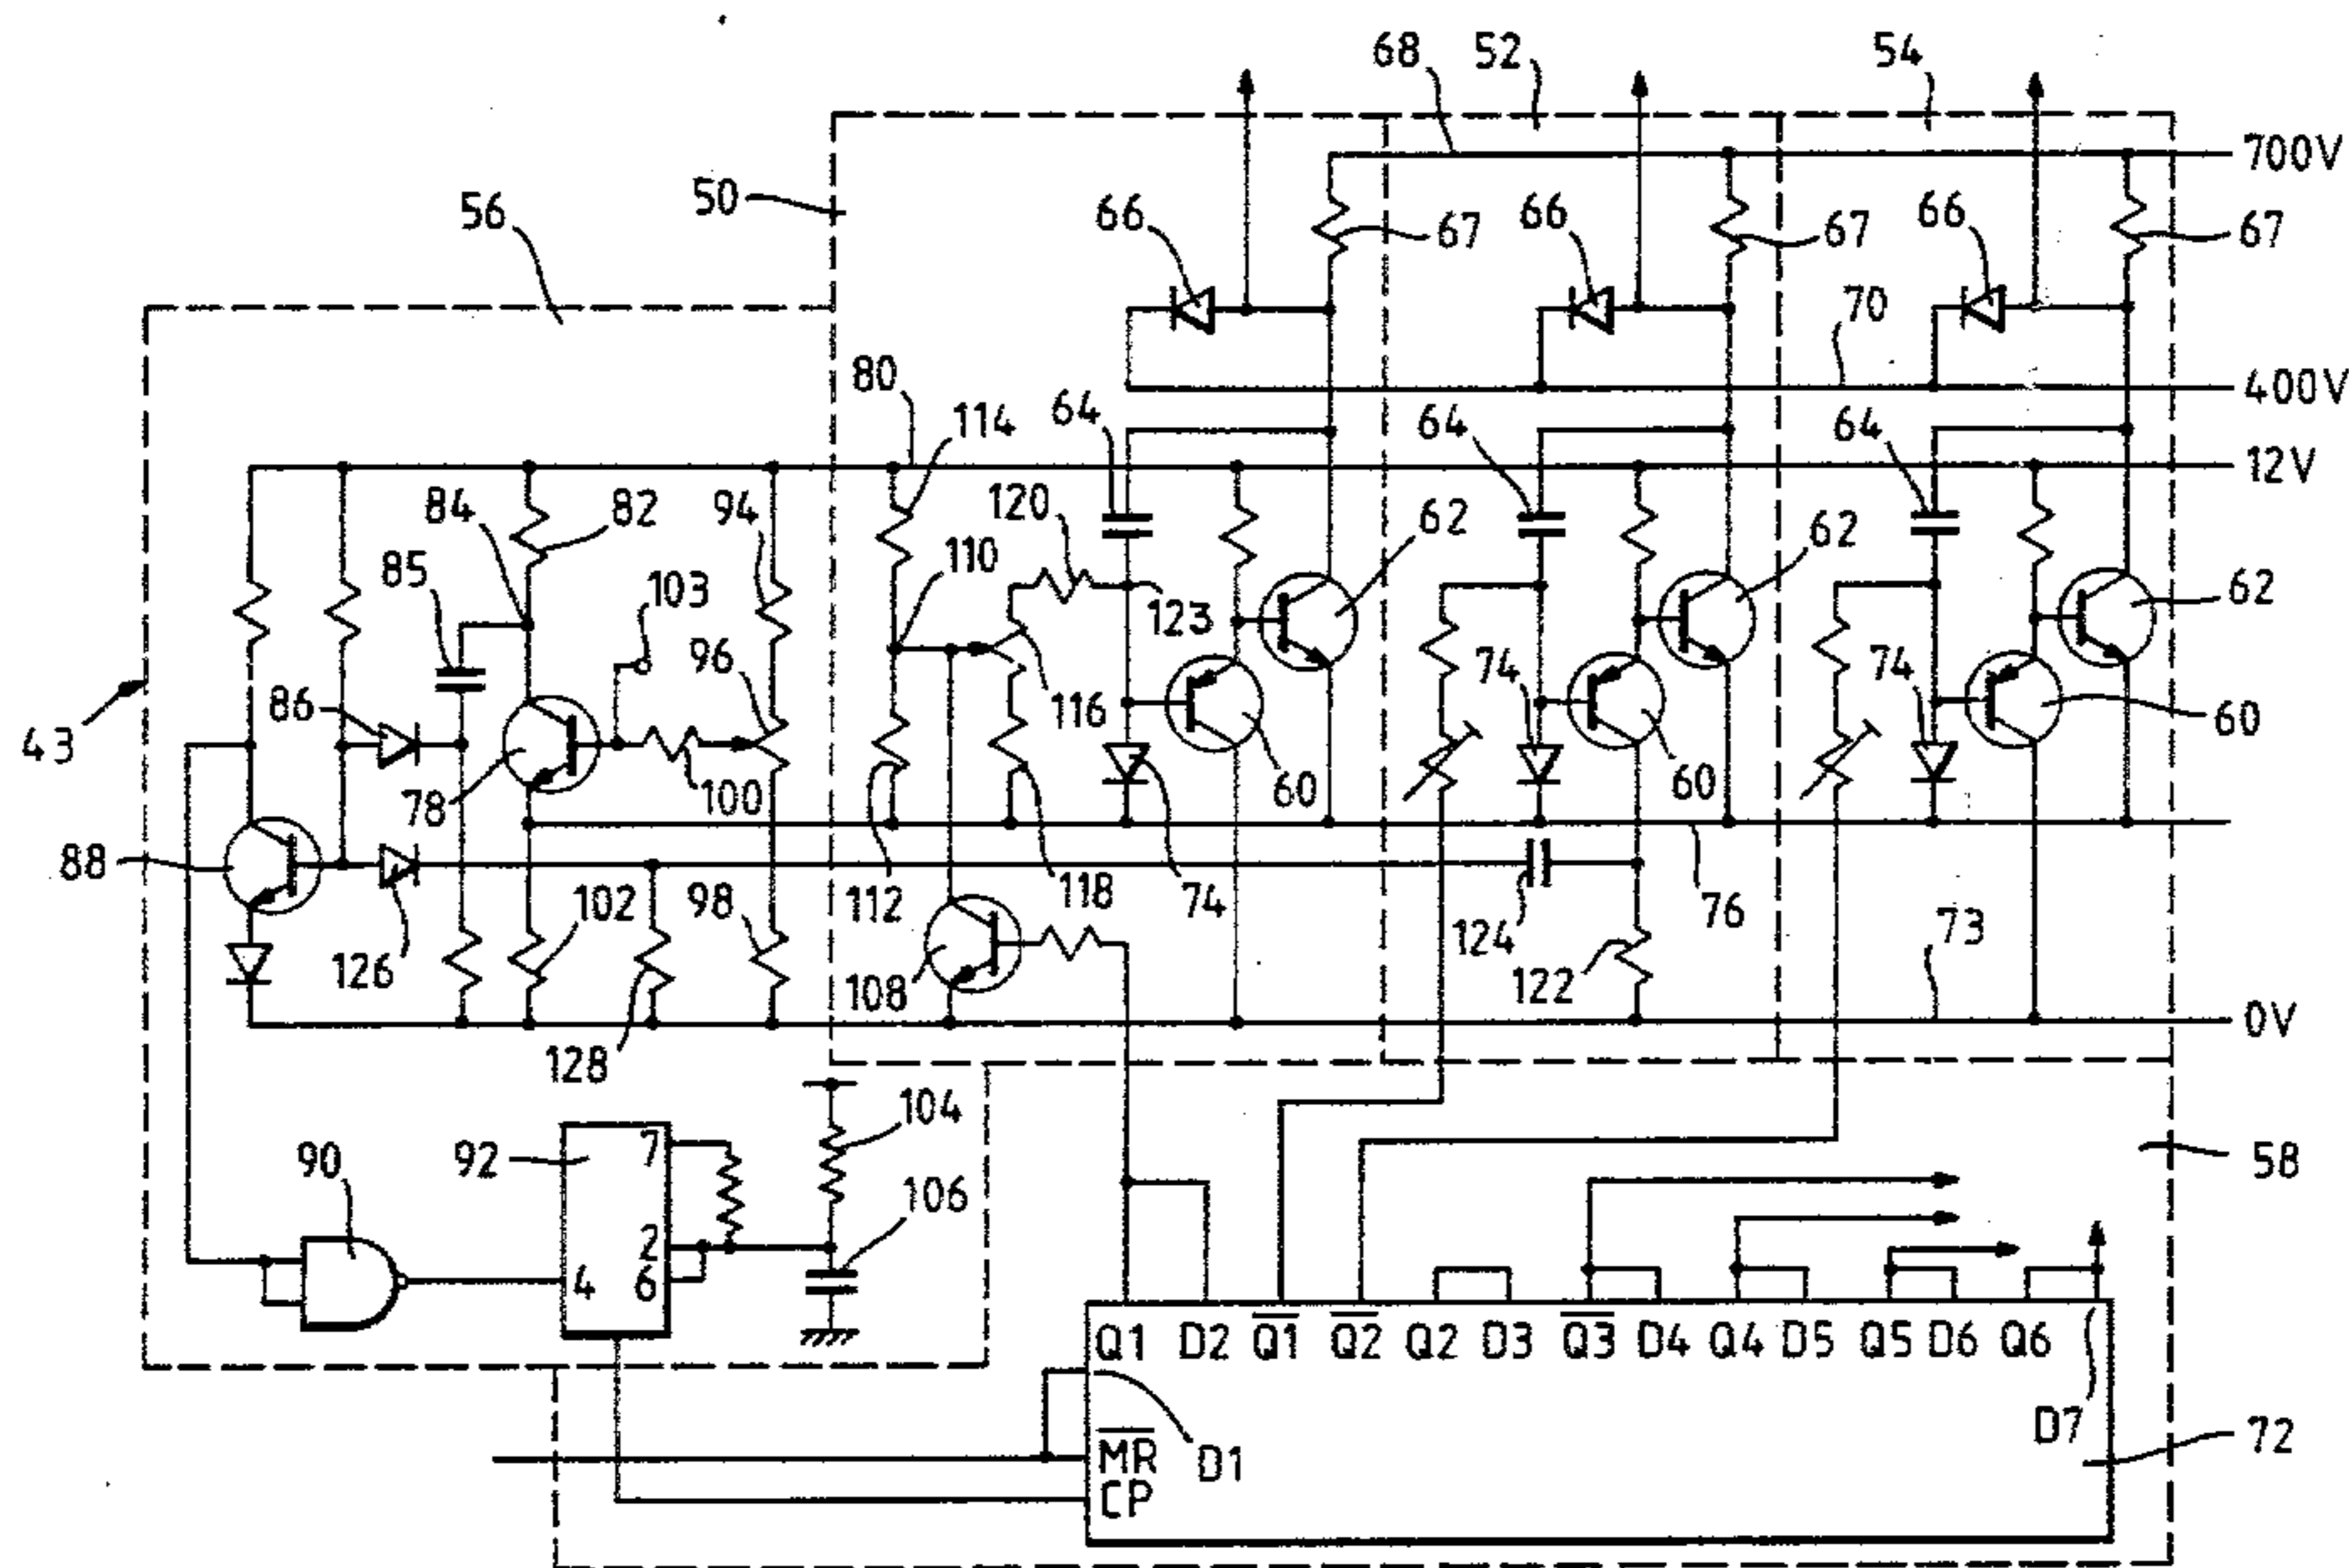 68 52 54
700V
56 50 66 67 66 67 66 67
70
80 400V
114 64 64 64
12V
84 82 94 120 62 62 62
110
85 103 123
96 74 74
86 116
43 60
78 100 60 60
88
112 118 74 76
126 102 98 124 73
108 122
0V
128
104
90 92 7 58
106
2
4 6
Q1 D2 Q1 Q2 Q2 D3 Q3 D4 Q4 D5 Q5 D6 Q6
D7
MR D1 72
CP